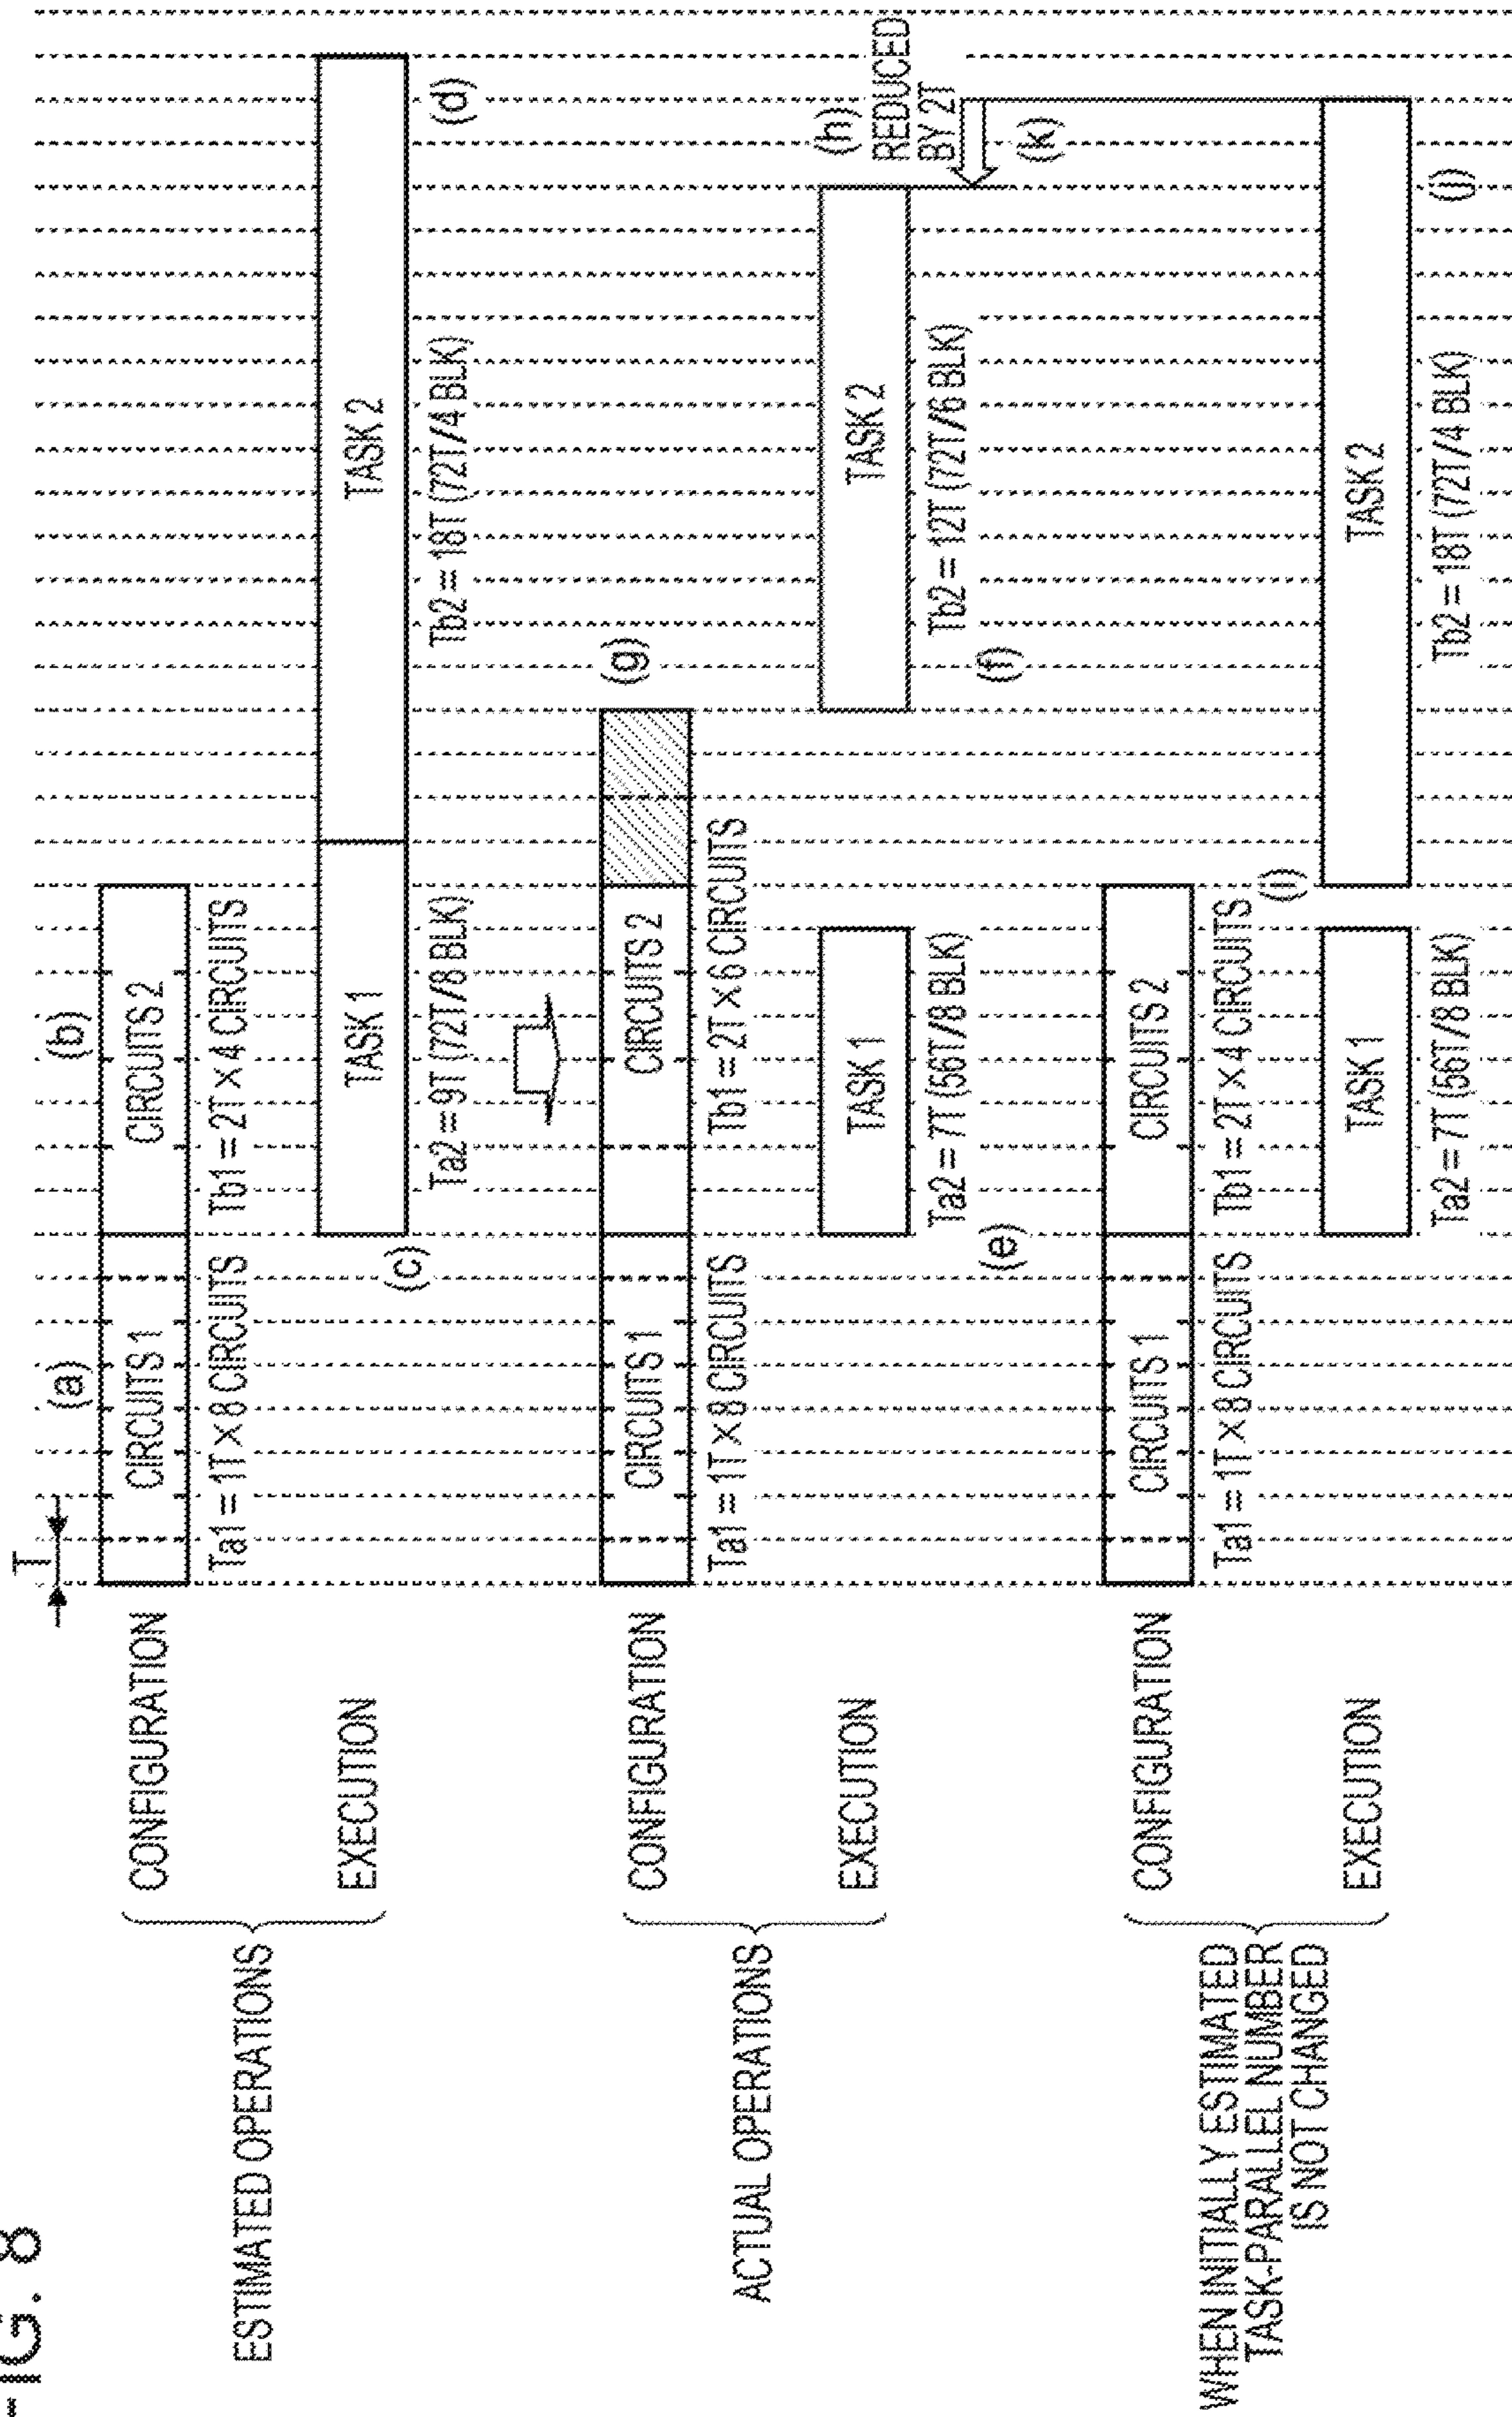 FIG. 8
T
ESTIMATED OPERATIONS
CONFIGURATION
(a)
(b)
CIRCUITS 1
CIRCUITS 2
Ta1 = 1T × 8 CIRCUITS
Tb1 = 2T × 4 CIRCUITS
EXECUTION
TASK 1
TASK 2
(c)
Ta2 = 9T (72T/8 BLK)
Tb2 = 18T (72T/4 BLK)
(d)
ACTUAL OPERATIONS
CONFIGURATION
CIRCUITS 1
CIRCUITS 2
(g)
Ta1 = 1T × 8 CIRCUITS
Tb1 = 2T × 6 CIRCUITS
EXECUTION
TASK 1
TASK 2
(h)
REDUCED
BY 2T
(e)
Ta2 = 7T (56T/8 BLK)
(f)
Tb2 = 12T (72T/6 BLK)
(k)
WHEN INITIALLY ESTIMATED
TASK-PARALLEL NUMBER
IS NOT CHANGED
CONFIGURATION
CIRCUITS 1
CIRCUITS 2
Ta1 = 1T × 8 CIRCUITS
Tb1 = 2T × 4 CIRCUITS
(i)
EXECUTION
TASK 1
TASK 2
Ta2 = 7T (56T/8 BLK)
Tb2 = 18T (72T/4 BLK)
(j)